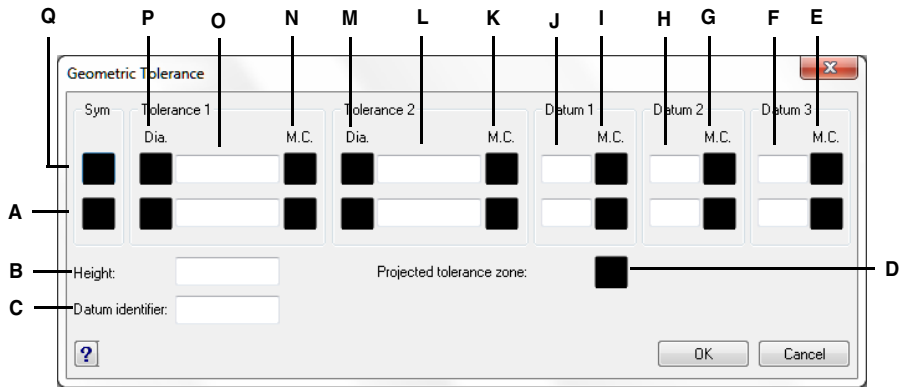 Q P O N M L K J I H G F E
Geometric Tolerance
Sym Tolerance 1 Tolerance 2 Datum 1 Datum 2 Datum 3
Dia. M.C. Dia. M.C. M.C. M.C. M.C.
A
B Height: Projected tolerance zone: D
C Datum identifier:
? OK Cancel